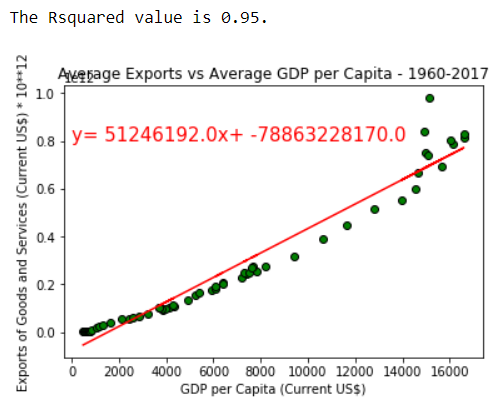 The Rsquared value is 0.95.
Average Exports vs Average GDP per Capita - 1960-2017
1e12
y= 51246192.0x+ -78863228170.0
Exports of Goods and Services (Current US$) * 10**12
1.0
0.8
0.6
0.4
0.2
0.0
0 2000 4000 6000 8000 10000 12000 14000 16000
GDP per Capita (Current US$)